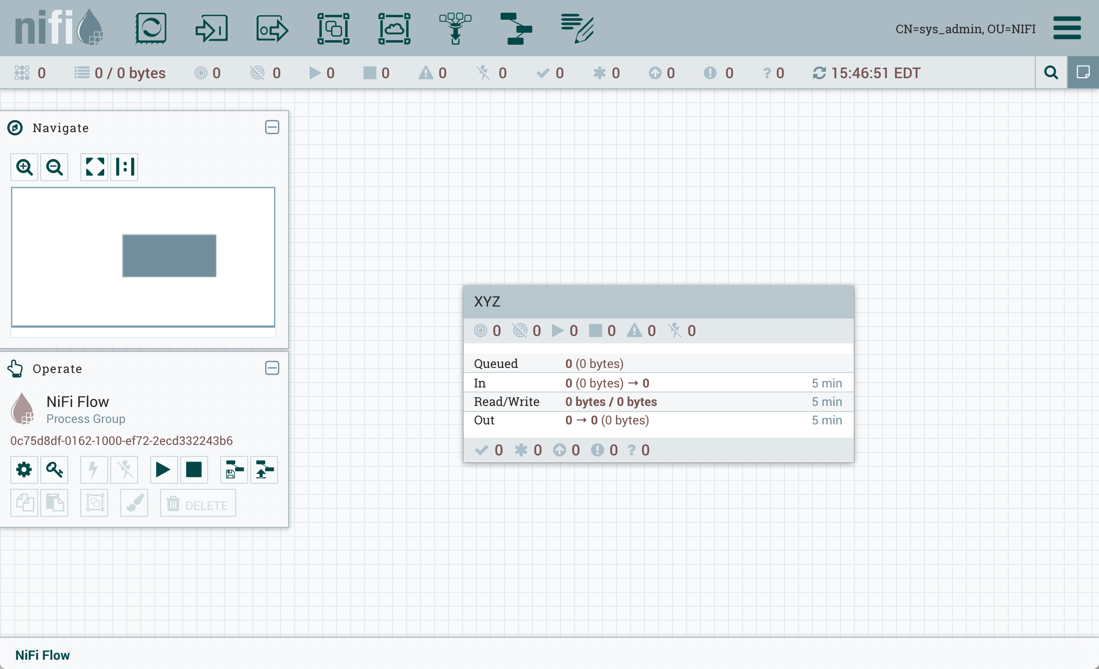 nifi
CN=sys_admin, OU=NIFI
0 0 / 0 bytes 0 0 0 0 0 0 0 0 0 0 ? 0 15:46:51 EDT
Navigate
XYZ
0 0 0 0 0 0
Queued 0 (0 bytes)
In 0 (0 bytes) → 0 5 min
Read/Write 0 bytes / 0 bytes 5 min
Out 0 → 0 (0 bytes) 5 min
0 0 0 0 ? 0
Operate
NiFi Flow
Process Group
0c75d8df-0162-1000-ef72-2ecd332243b6
DELETE
NiFi Flow